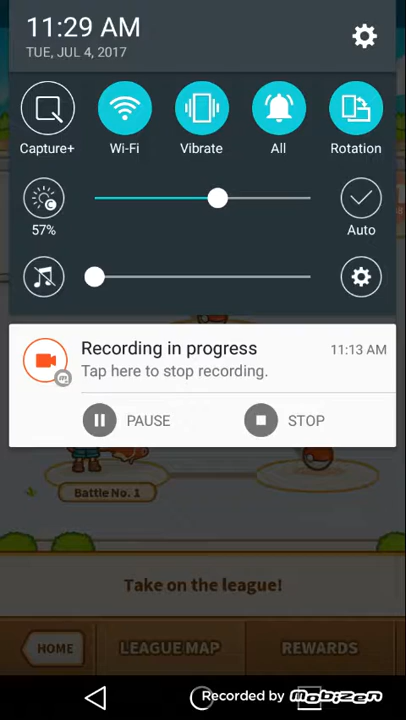 11:29 AM
TUE, JUL 4, 2017
Capture+
Wi-Fi
Vibrate
All
Rotation
57%
Auto
Recording in progress
11:13 AM
Tap here to stop recording.
PAUSE
STOP
Battle No. 1
Take on the league!
HOME
LEAGUE MAP
REWARDS
Recorded by mobizen